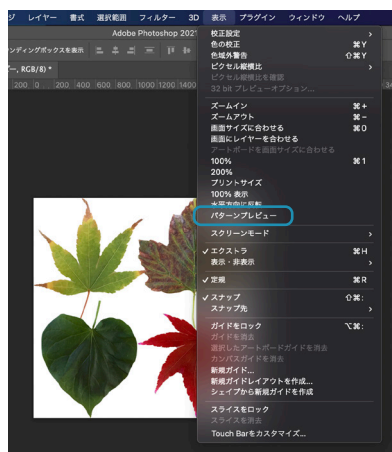 ジ レイヤー 書式 選択範囲 フィルター 3D 表示 プラグイン ウィンドウ ヘルプ
Adobe Photoshop 2021
ンディングボックスを表示
, RGB/8) *
200 0 200 400 600 800 1000 1200 1400
校正設定 >
色の校正 ⌘Y
色域外警告 ⇧⌘Y
ピクセル縦横比 >
ピクセル縦横比を確認
32 bit プレビューオプション...
ズームイン ⌘+
ズームアウト ⌘−
画面サイズに合わせる ⌘0
画面にレイヤーを合わせる
アートボードを画面サイズに合わせる
100% ⌘1
200%
プリントサイズ
100% 表示
水平方向に反転
パターンプレビュー
スクリーンモード >
✓エクストラ ⌘H
表示・非表示 >
✓定規 ⌘R
✓スナップ ⇧⌘;
スナップ先 >
ガイドをロック ⌥⌘;
ガイドを消去
選択したアートボードガイドを消去
カンバスガイドを消去
新規ガイド...
新規ガイドレイアウトを作成...
シェイプから新規ガイドを作成
スライスをロック
スライスを消去
Touch Barをカスタマイズ...